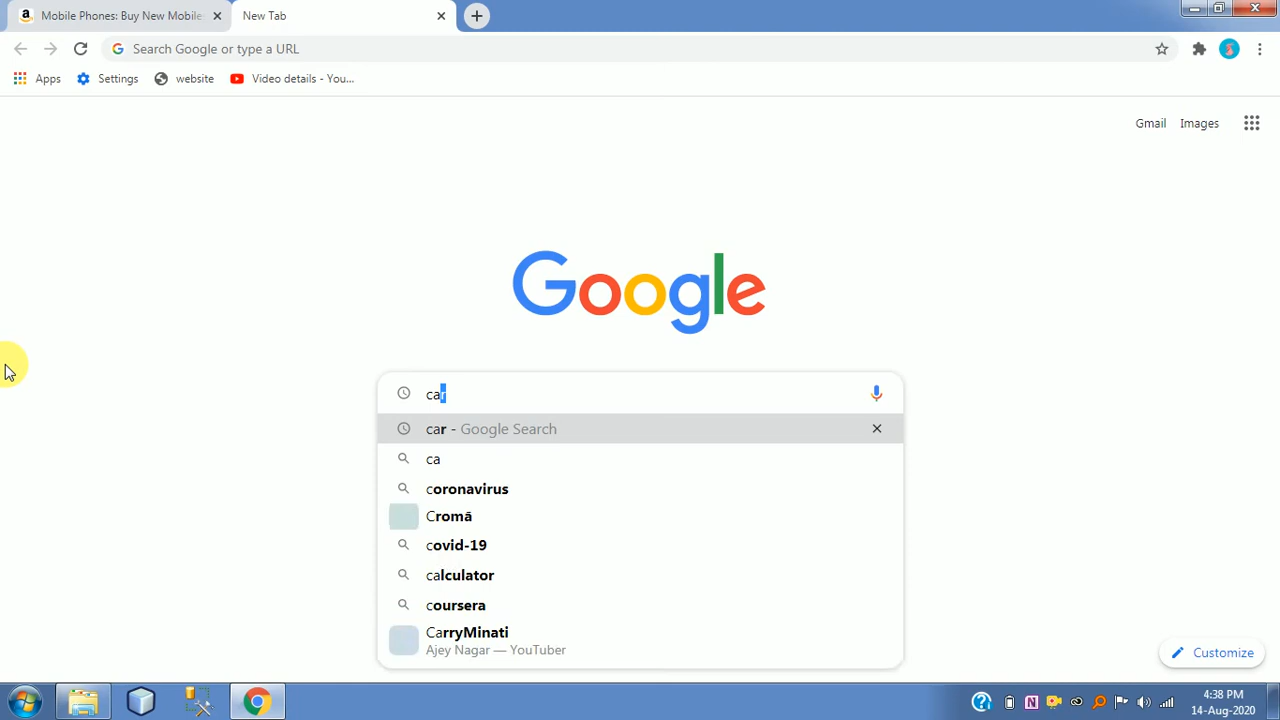 Mobile Phones: Buy New Mobile
New Tab
Search Google or type a URL
Apps
Settings
website
Video details - You...
Gmail
Images
Google
car
car - Google Search
ca
coronavirus
Cromā
covid-19
calculator
coursera
CarryMinati
Ajey Nagar — YouTuber
Customize
4:38 PM
14-Aug-2020